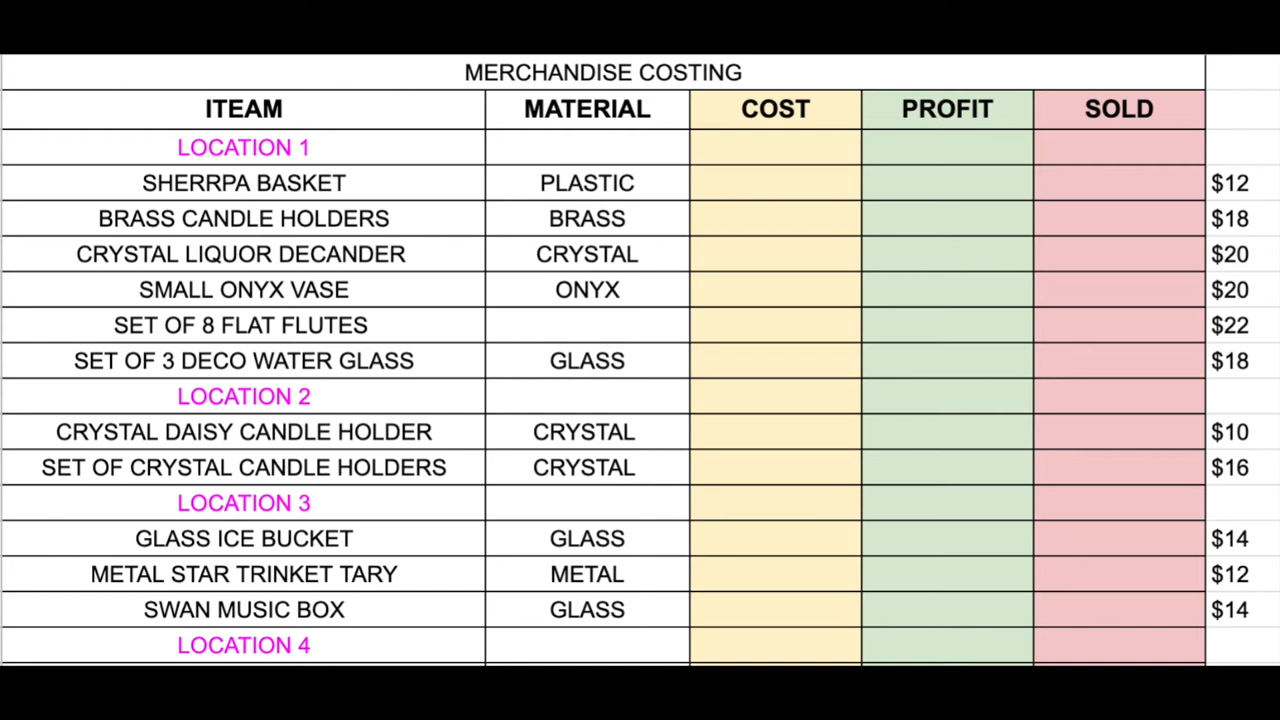 MERCHANDISE COSTING
ITEAM MATERIAL COST PROFIT SOLD
LOCATION 1
SHERRPA BASKET PLASTIC $12
BRASS CANDLE HOLDERS BRASS $18
CRYSTAL LIQUOR DECANDER CRYSTAL $20
SMALL ONYX VASE ONYX $20
SET OF 8 FLAT FLUTES $22
SET OF 3 DECO WATER GLASS GLASS $18
LOCATION 2
CRYSTAL DAISY CANDLE HOLDER CRYSTAL $10
SET OF CRYSTAL CANDLE HOLDERS CRYSTAL $16
LOCATION 3
GLASS ICE BUCKET GLASS $14
METAL STAR TRINKET TARY METAL $12
SWAN MUSIC BOX GLASS $14
LOCATION 4